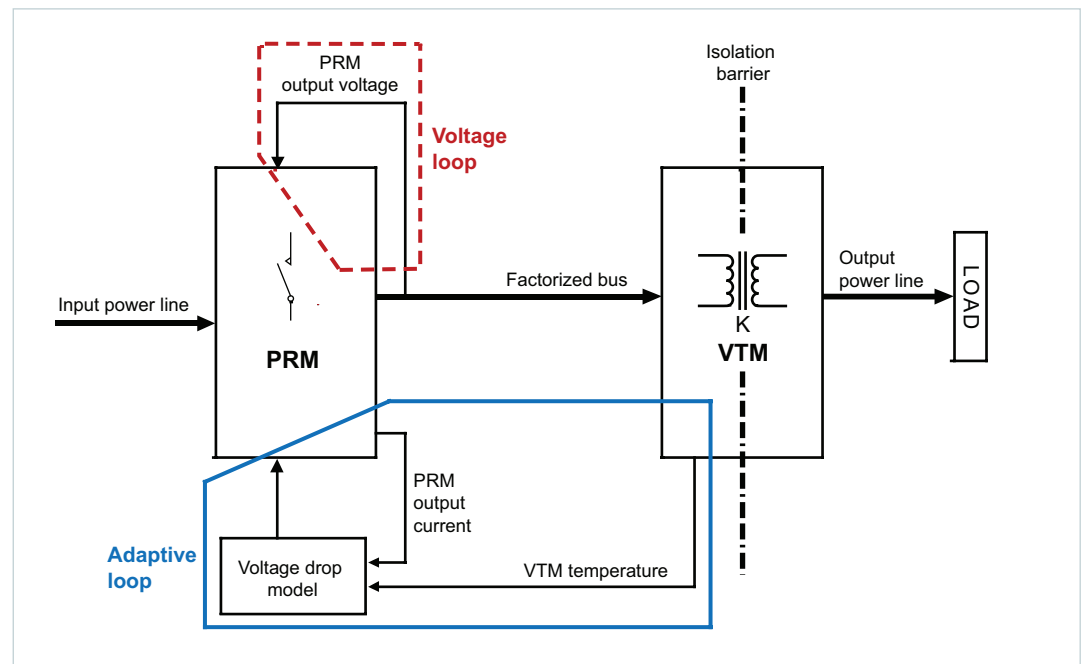 PRM
output voltage
Isolation
barrier
Voltage
loop
Input power line
PRM
Factorized bus
K
VTM
Output
power line
LOAD
PRM
output
current
Adaptive
loop
Voltage drop
model
VTM temperature